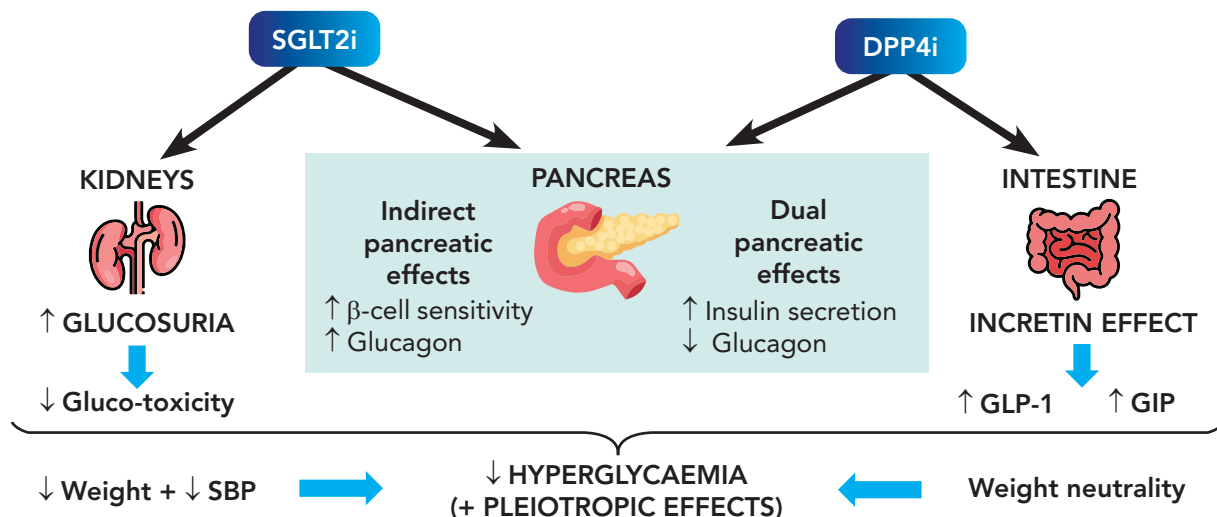 SGLT2i
DPP4i
KIDNEYS
↑ GLUCOSURIA
↓ Gluco-toxicity
PANCREAS
Indirect
pancreatic
effects
↑ β-cell sensitivity
↑ Glucagon
Dual
pancreatic
effects
↑ Insulin secretion
↓ Glucagon
INTESTINE
INCRETIN EFFECT
↑ GLP-1 ↑ GIP
↓ Weight + ↓ SBP
↓ HYPERGLYCAEMIA
(+ PLEIOTROPIC EFFECTS)
Weight neutrality